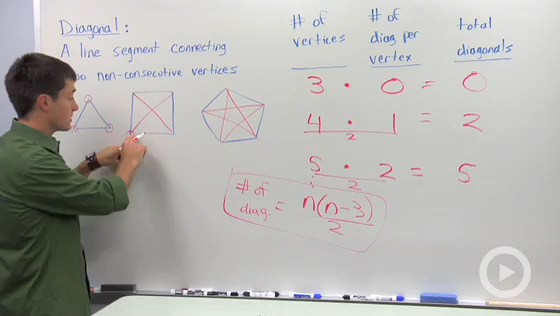 Diagonal:
A line segment connecting
wo non-consecutive vertices
# of vertices
# of diag per vertex
total diagonals
3 · 0 = 0
4 · 1 / 2 = 2
5 · 2 / 2 = 5
# of diag. = n(n-3) / 2